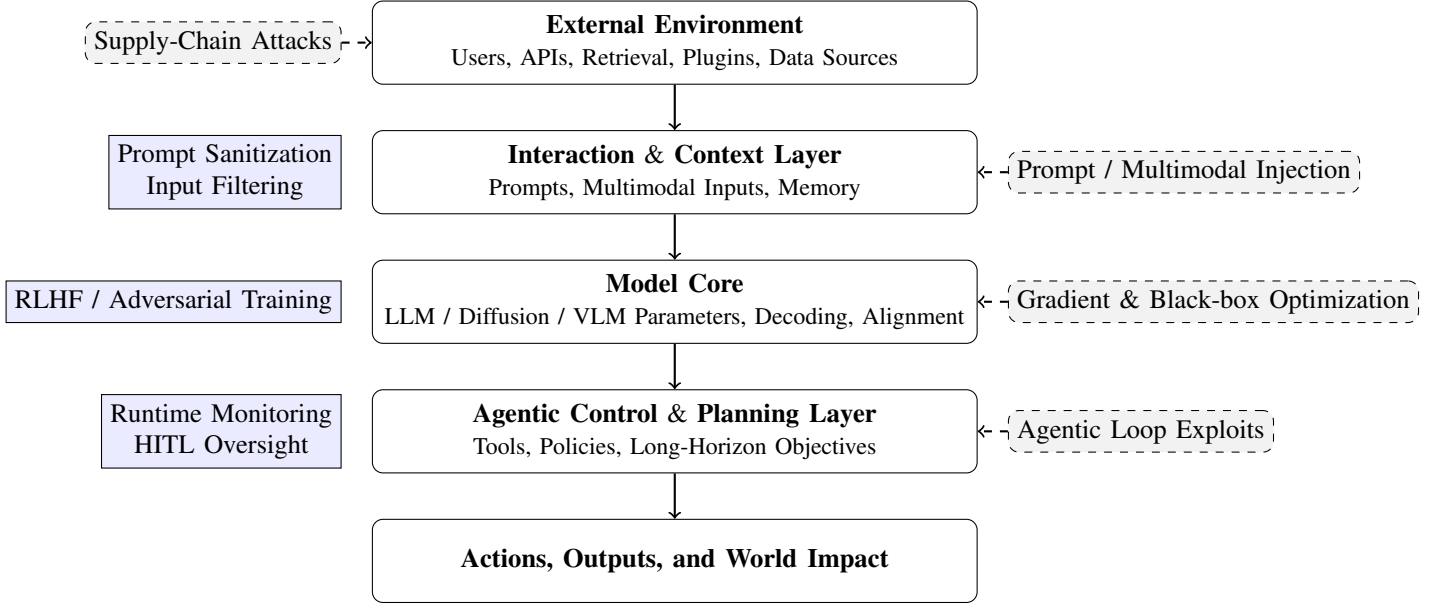 External Environment
Users, APIs, Retrieval, Plugins, Data Sources
Supply-Chain Attacks
Prompt Sanitization
Input Filtering
Interaction & Context Layer
Prompts, Multimodal Inputs, Memory
Prompt / Multimodal Injection
RLHF / Adversarial Training
Model Core
LLM / Diffusion / VLM Parameters, Decoding, Alignment
Gradient & Black-box Optimization
Runtime Monitoring
HITL Oversight
Agentic Control & Planning Layer
Tools, Policies, Long-Horizon Objectives
Agentic Loop Exploits
Actions, Outputs, and World Impact